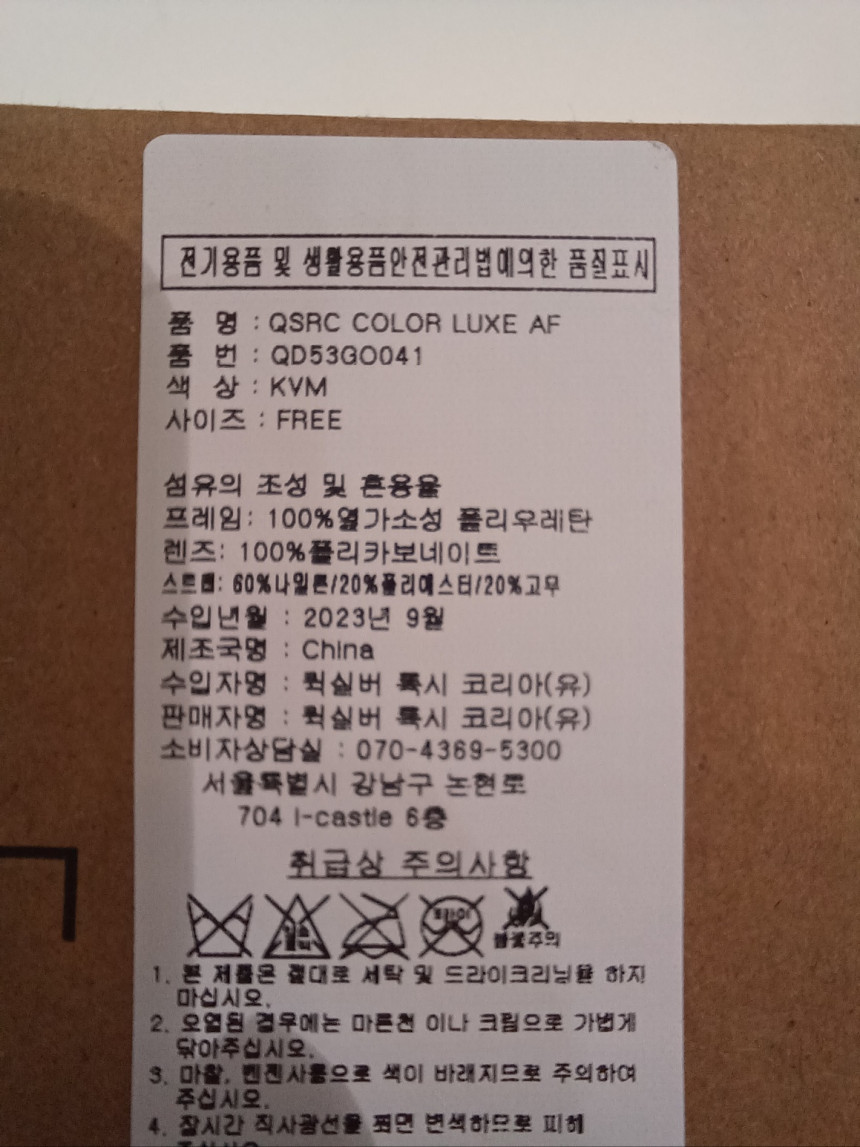 전기용품 및 생활용품안전관리법에의한 품질표시
품 명 : QSRC COLOR LUXE AF
품 번 : QD53GO041
색 상 : KVM
사이즈 : FREE
섬유의 조성 및 혼용율
프레임: 100%열가소성 폴리우레탄
렌즈: 100%폴리카보네이트
스트랩: 60%나일론/20%폴리에스터/20%고무
수입년월 : 2023년 9월
제조국명 : China
수입자명 : 퀵실버 록시 코리아(유)
판매자명 : 퀵실버 록시 코리아(유)
소비자상담실 : 070-4369-5300
서울특별시 강남구 논현로
704 I-castle 6층
취급상 주의사항
드라이
불꽃주의
1. 본 제품은 절대로 세탁 및 드라이크리닝을 하지
마십시오.
2. 오염된 경우에는 마른천 이나 크림으로 가볍게
닦아주십시오.
3. 마찰, 벤젠사용으로 색이 바래지므로 주의하여
주십시오.
4. 장시간 직사광선을 쬐면 변색하므로 피해